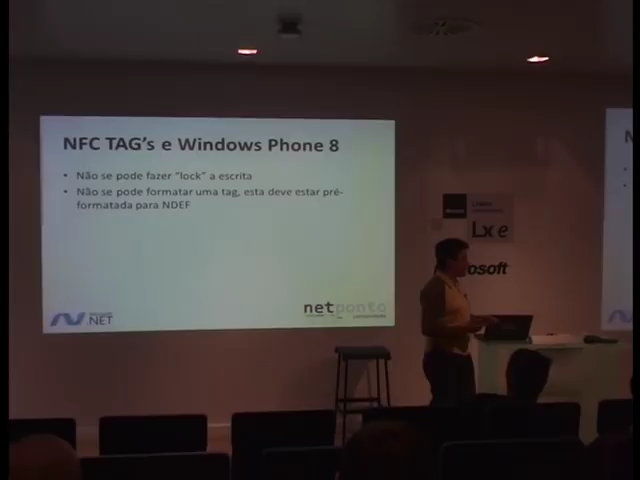 NFC TAG's e Windows Phone 8
• Não se pode fazer "lock" a escrita
• Não se pode formatar uma tag, esta deve estar pré-
formatada para NDEF
.NET
netponto
Lx e
osoft
N